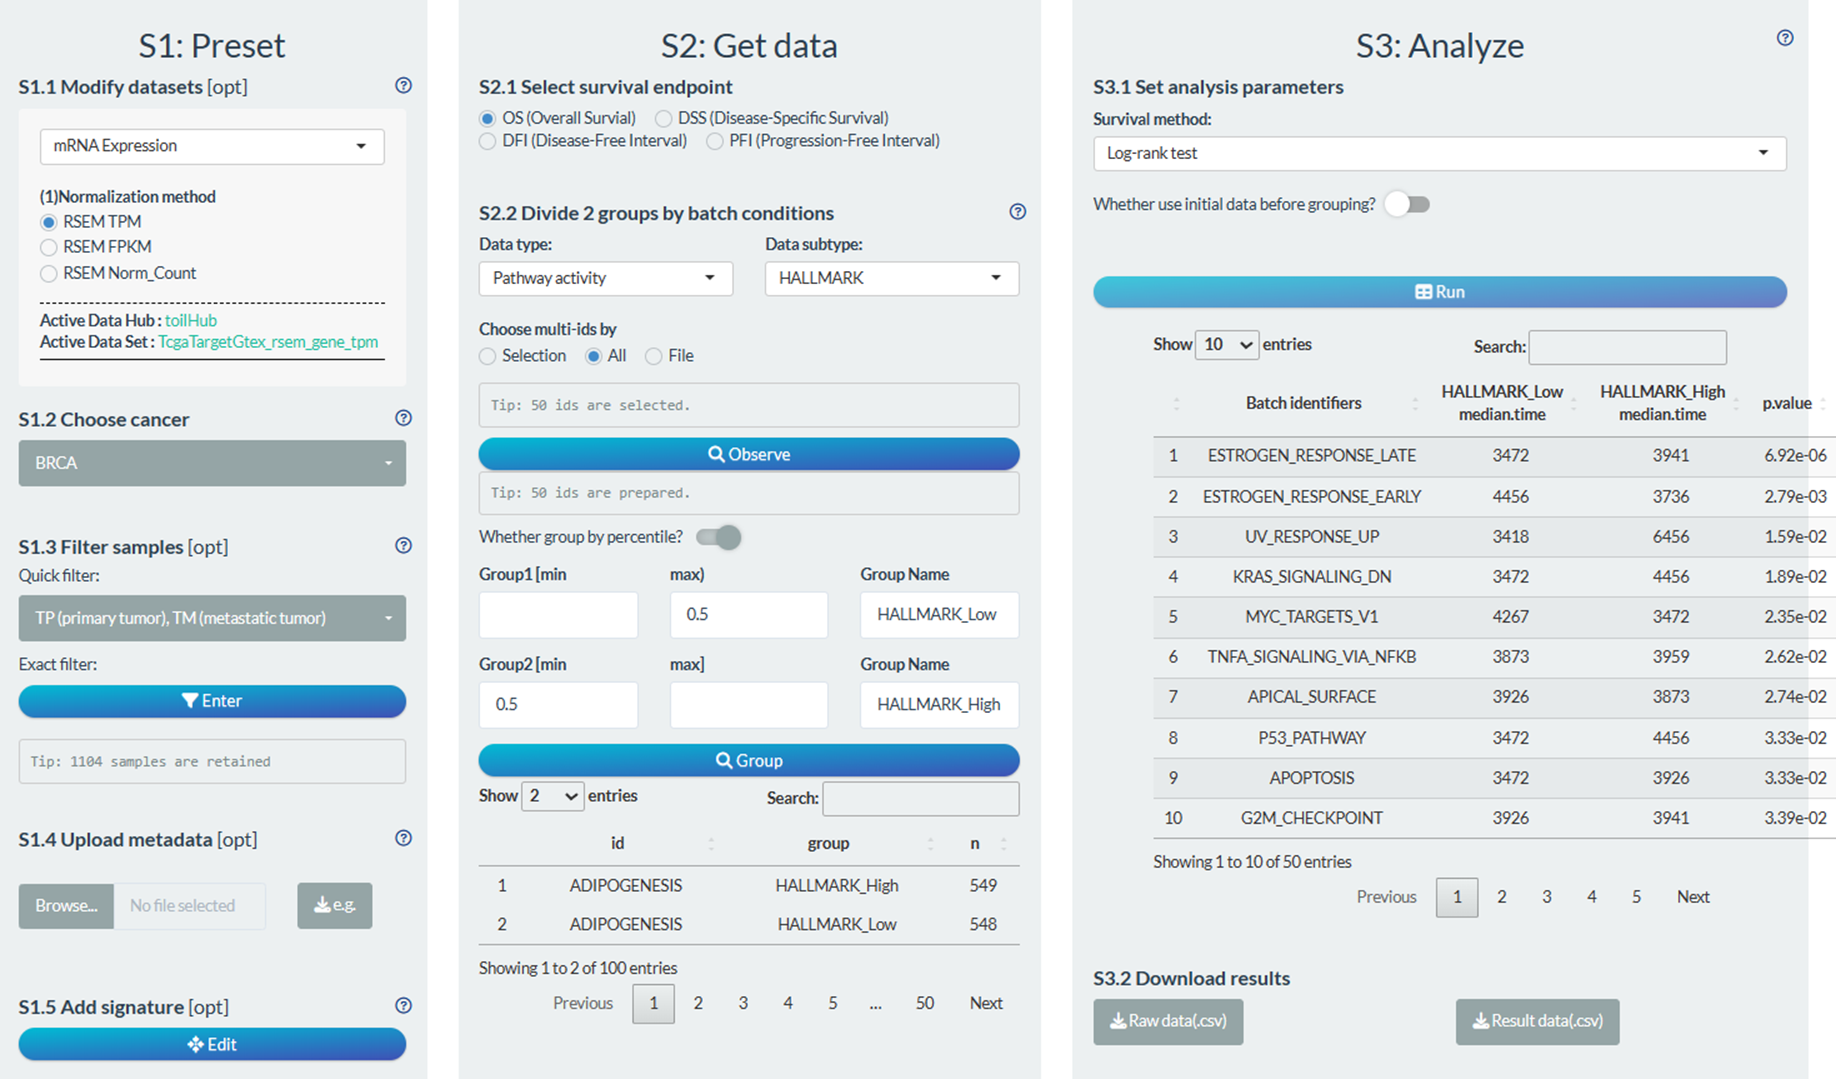 S1: Preset
S1.1 Modify datasets [opt]
mRNA Expression
(1)Normalization method
RSEM TPM
RSEM FPKM
RSEM Norm_Count
Active Data Hub : toilHub
Active Data Set : TcgaTargetGtex_rsem_gene_tpm
S1.2 Choose cancer
BRCA
S1.3 Filter samples [opt]
Quick filter:
TP (primary tumor), TM (metastatic tumor)
Exact filter:
Enter
Tip: 1104 samples are retained
S1.4 Upload metadata [opt]
Browse... No file selected e.g.
S1.5 Add signature [opt]
Edit
S2: Get data
S2.1 Select survival endpoint
OS (Overall Survial) DSS (Disease-Specific Survival)
DFI (Disease-Free Interval) PFI (Progression-Free Interval)
S2.2 Divide 2 groups by batch conditions
Data type: Data subtype:
Pathway activity HALLMARK
Choose multi-ids by
Selection All File
Tip: 50 ids are selected.
Observe
Tip: 50 ids are prepared.
Whether group by percentile?
Group1 [min max) Group Name
0.5 HALLMARK_Low
Group2 [min max] Group Name
0.5 HALLMARK_High
Group
Show 2 entries Search:
id group n
1 ADIPOGENESIS HALLMARK_High 549
2 ADIPOGENESIS HALLMARK_Low 548
Showing 1 to 2 of 100 entries
Previous 1 2 3 4 5 ... 50 Next
S3: Analyze
S3.1 Set analysis parameters
Survival method:
Log-rank test
Whether use initial data before grouping?
Run
Show 10 entries Search:
Batch identifiers HALLMARK_Low median.time HALLMARK_High median.time p.value
1 ESTROGEN_RESPONSE_LATE 3472 3941 6.92e-06
2 ESTROGEN_RESPONSE_EARLY 4456 3736 2.79e-03
3 UV_RESPONSE_UP 3418 6456 1.59e-02
4 KRAS_SIGNALING_DN 3472 4456 1.89e-02
5 MYC_TARGETS_V1 4267 3472 2.35e-02
6 TNFA_SIGNALING_VIA_NFKB 3873 3959 2.62e-02
7 APICAL_SURFACE 3926 3873 2.74e-02
8 P53_PATHWAY 3472 4456 3.33e-02
9 APOPTOSIS 3472 3926 3.33e-02
10 G2M_CHECKPOINT 3926 3941 3.39e-02
Showing 1 to 10 of 50 entries
Previous 1 2 3 4 5 Next
S3.2 Download results
Raw data(.csv) Result data(.csv)